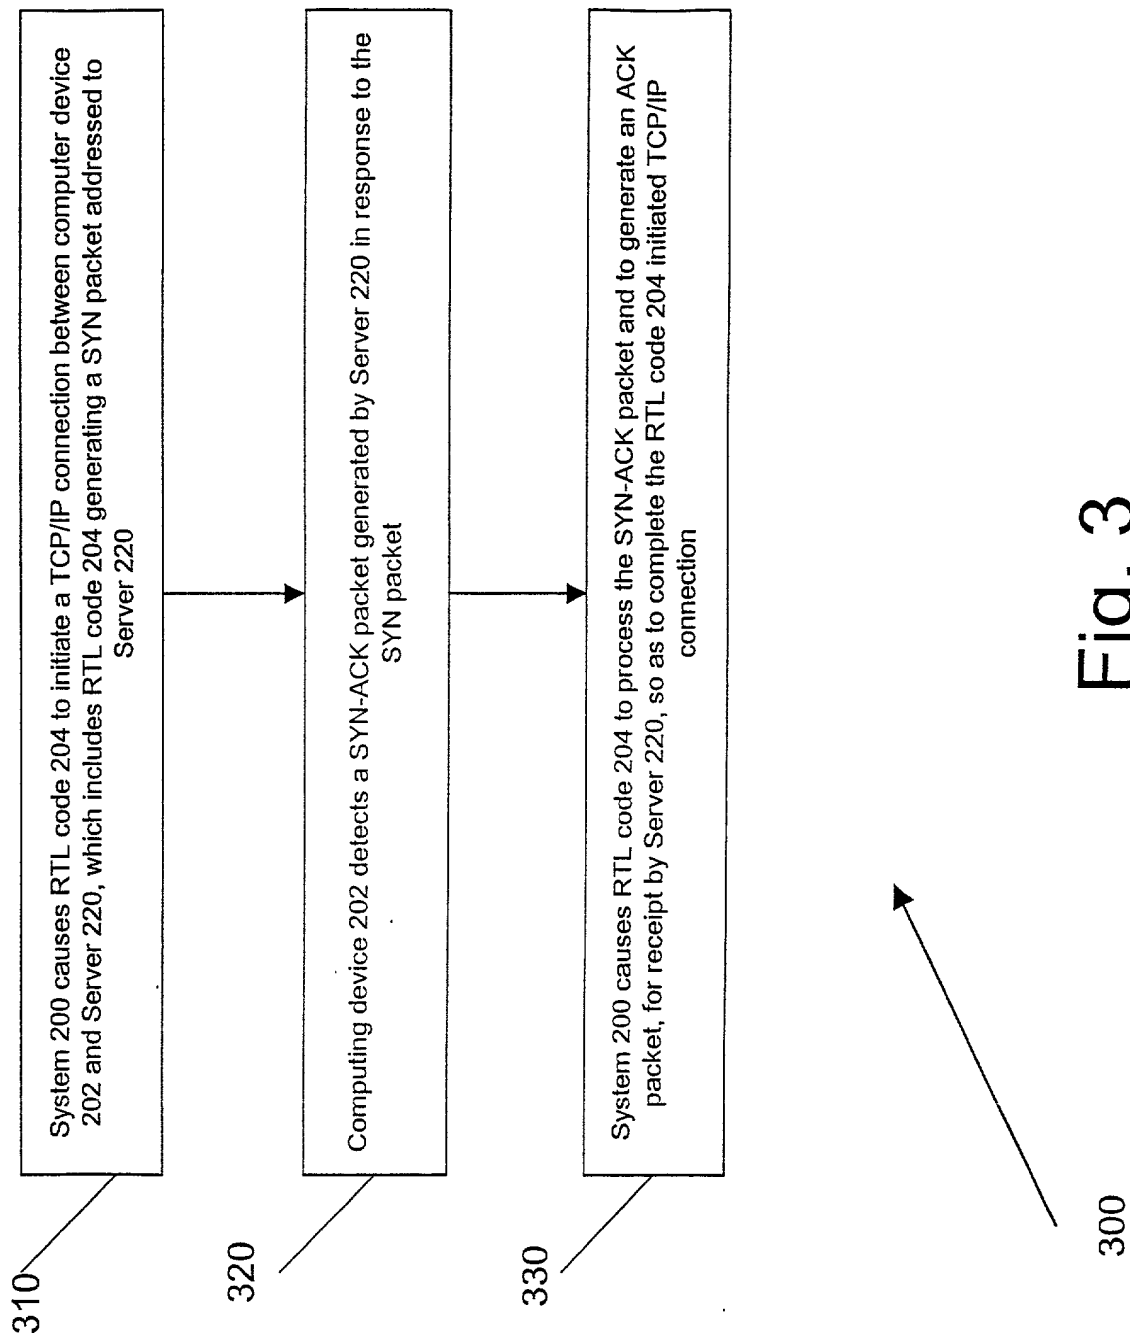 310
System 200 causes RTL code 204 to initiate a TCP/IP connection between computer device
202 and Server 220, which includes RTL code 204 generating a SYN packet addressed to
Server 220
320
Computing device 202 detects a SYN-ACK packet generated by Server 220 in response to the
SYN packet
330
System 200 causes RTL code 204 to process the SYN-ACK packet and to generate an ACK
packet, for receipt by Server 220, so as to complete the RTL code 204 initiated TCP/IP
connection
300
Fig. 3